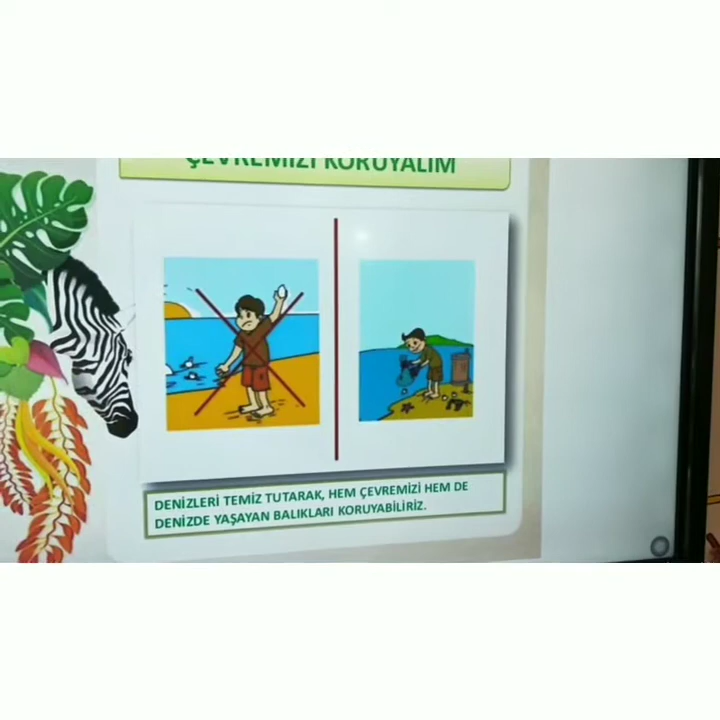 ÇEVREMİZİ KORUYALIM
DENİZLERİ TEMİZ TUTARAK, HEM ÇEVREMİZİ HEM DE
DENİZDE YAŞAYAN BALIKLARI KORUYABİLİRİZ.